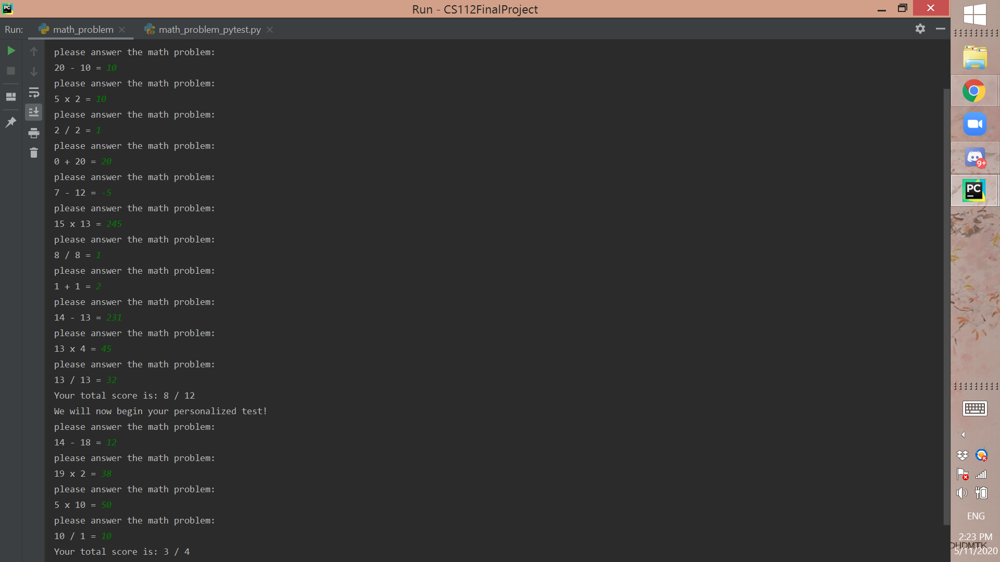 Run - CS112FinalProject
Run: math_problem math_problem_pytest.py
please answer the math problem:
20 - 10 = 10
please answer the math problem:
5 x 2 = 10
please answer the math problem:
2 / 2 = 1
please answer the math problem:
0 + 20 = 20
please answer the math problem:
7 - 12 = -5
please answer the math problem:
15 x 13 = 245
please answer the math problem:
8 / 8 = 1
please answer the math problem:
1 + 1 = 2
please answer the math problem:
14 - 13 = 231
please answer the math problem:
13 x 4 = 45
please answer the math problem:
13 / 13 = 32
Your total score is: 8 / 12
We will now begin your personalized test!
please answer the math problem:
14 - 18 = 12
please answer the math problem:
19 x 2 = 38
please answer the math problem:
5 x 10 = 50
please answer the math problem:
10 / 1 = 10
Your total score is: 3 / 4
9+
PC
ENG
2:23 PM
5/11/2020